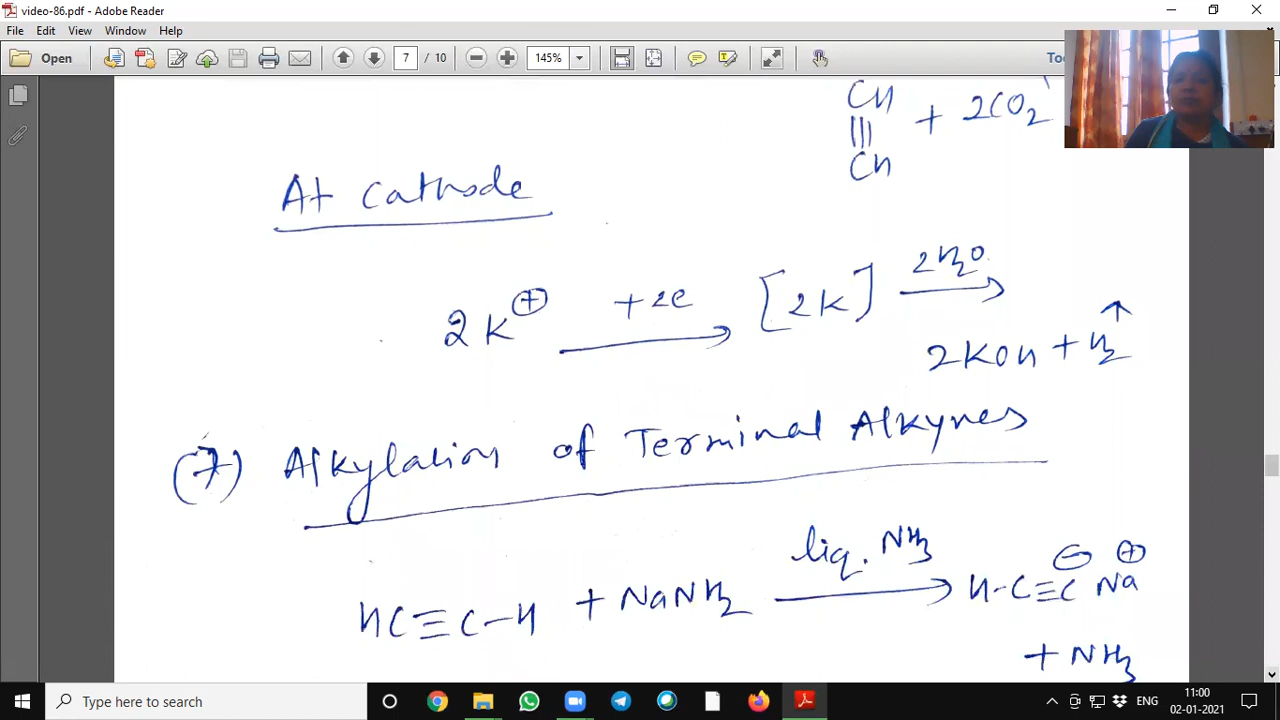 video-86.pdf - Adobe Reader
File Edit View Window Help
Open 7 / 10 145% Too
CH
||| + 2CO2
CH
At Cathode
2K⊕ +2e → [2K] 2H2O →
2KOH + H2↑
(7) Alkylation of Terminal Alkynes
HC≡C-H + NaNH2 liq. NH3 → H-C≡C⊖ Na⊕
+ NH3
Type here to search
ENG
11:00
02-01-2021